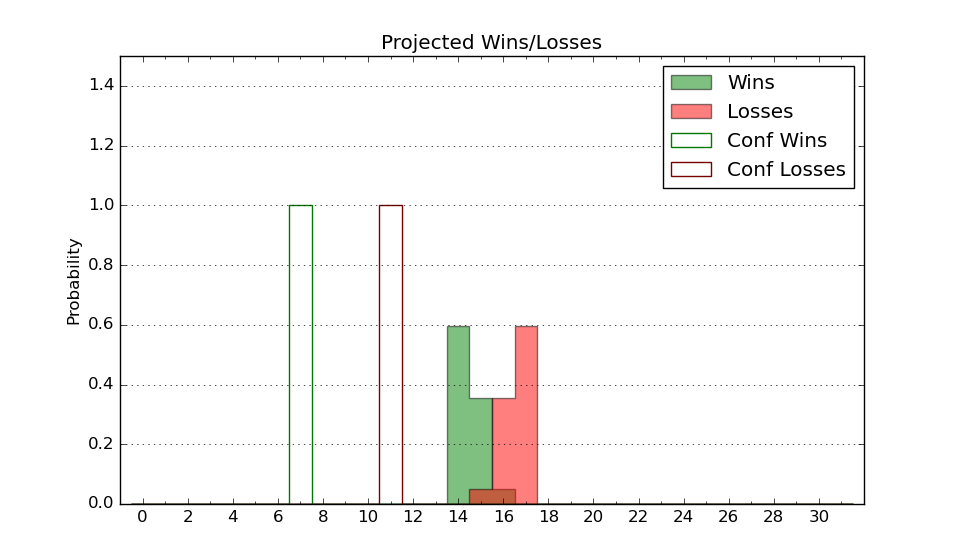 Projected Wins/Losses
Wins
Losses
Conf Wins
Conf Losses
Probability
1.4
1.2
1.0
0.8
0.6
0.4
0.2
0.0
0 2 4 6 8 10 12 14 16 18 20 22 24 26 28 30